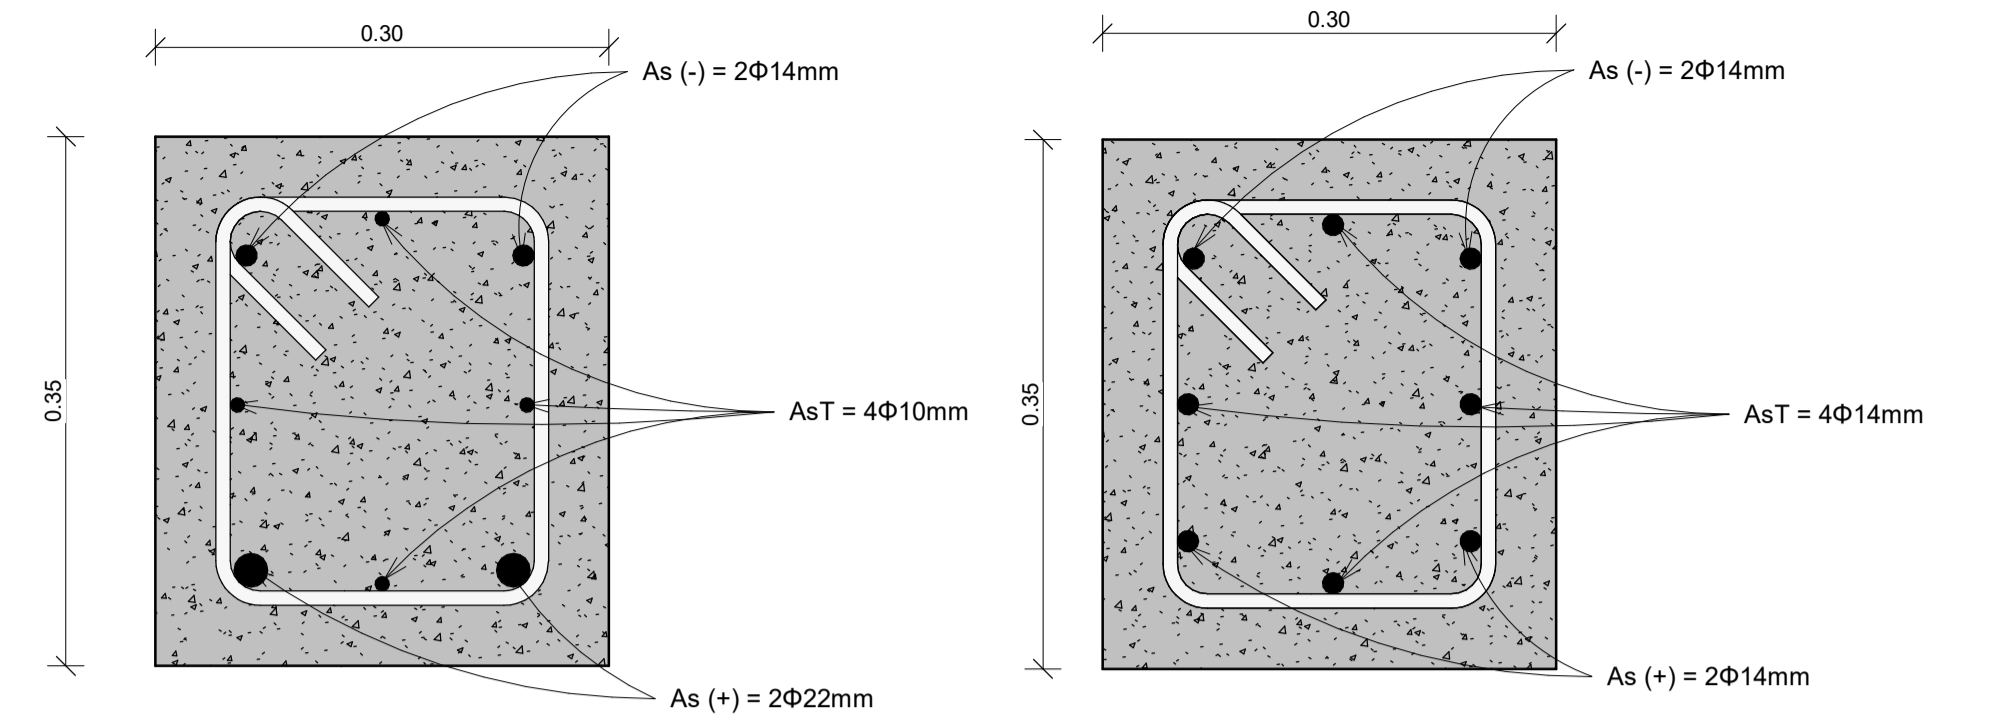 0.30
As (-) = 2Φ14mm
0.35
AsT = 4Φ10mm
As (+) = 2Φ22mm
0.30
As (-) = 2Φ14mm
0.35
AsT = 4Φ14mm
As (+) = 2Φ14mm